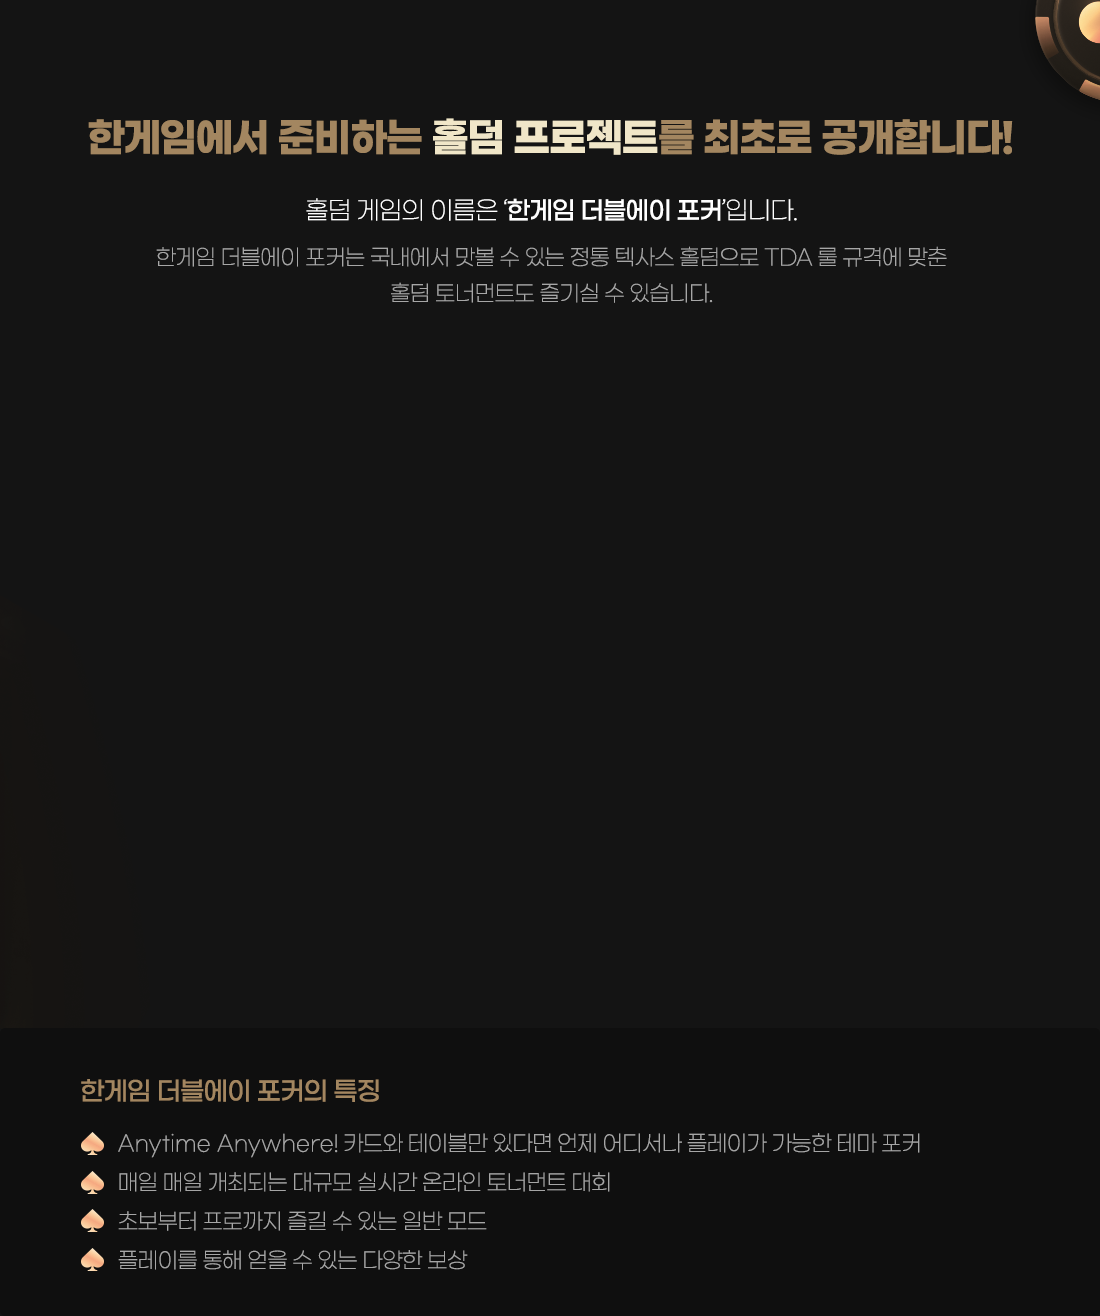 한게임에서 준비하는 홀덤 프로젝트를 최초로 공개합니다!
홀덤 게임의 이름은 ‘한게임 더블에이 포커’입니다.
한게임 더블에이 포커는 국내에서 맛볼 수 있는 정통 텍사스 홀덤으로 TDA 룰 규격에 맞춘
홀덤 토너먼트도 즐기실 수 있습니다.
한게임 더블에이 포커의 특징
Anytime Anywhere! 카드와 테이블만 있다면 언제 어디서나 플레이가 가능한 테마 포커
매일 매일 개최되는 대규모 실시간 온라인 토너먼트 대회
초보부터 프로까지 즐길 수 있는 일반 모드
플레이를 통해 얻을 수 있는 다양한 보상